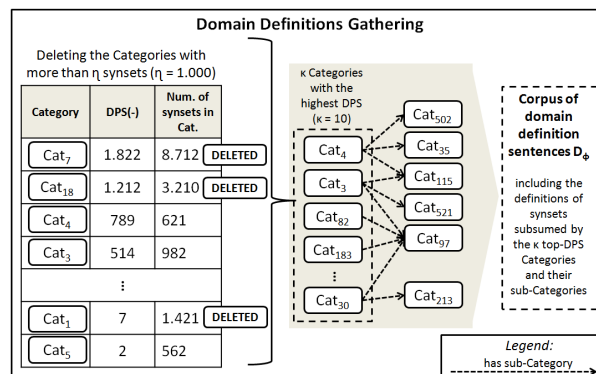 Domain Definitions Gathering
Deleting the Categories with
more than η synsets (η = 1.000)
Category DPS(-) Num. of synsets in Cat.
Cat7 1.822 8.712 DELETED
Cat18 1.212 3.210 DELETED
Cat4 789 621
Cat3 514 982
⋮
Cat1 7 1.421 DELETED
Cat5 2 562
κ Categories
with the
highest DPS
(κ = 10)
Cat4
Cat3
Cat82
Cat183
⋮
Cat30
Cat502
Cat35
Cat115
Cat521
Cat97
Cat213
Corpus of
domain
definition
sentences Dϕ
including the
definitions of
synsets
subsumed by
the κ top-DPS
Categories
and their
sub-Categories
Legend:
has sub-Category